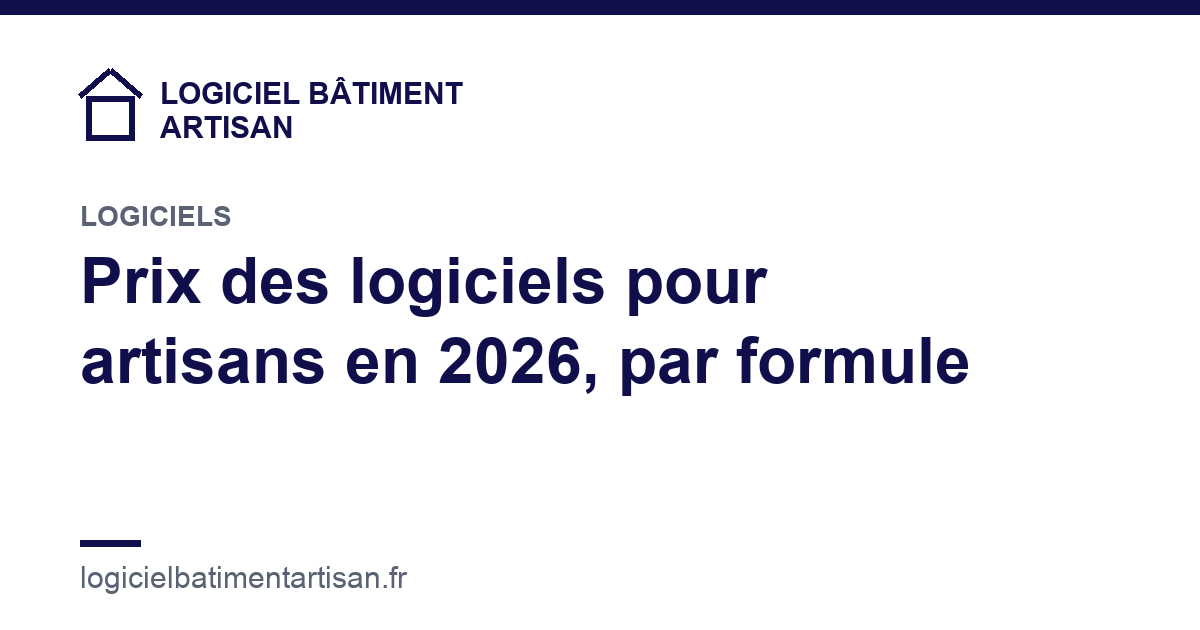 LOGICIEL BÂTIMENT
ARTISAN
LOGICIELS
Prix des logiciels pour
artisans en 2026, par formule
logicielbatimentartisan.fr